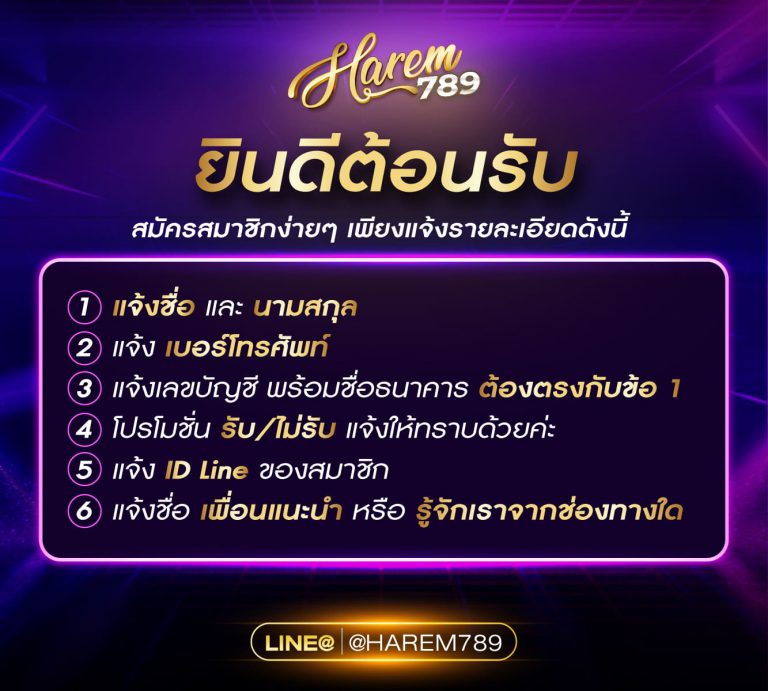 Harem
789
ยินดีต้อนรับ
สมัครสมาชิกง่ายๆ เพียงแจ้งรายละเอียดดังนี้
1 แจ้งชื่อ และ นามสกุล
2 แจ้ง เบอร์โทรศัพท์
3 แจ้งเลขบัญชี พร้อมชื่อธนาคาร ต้องตรงกับข้อ 1
4 โปรโมชั่น รับ/ไม่รับ แจ้งให้ทราบด้วยค่ะ
5 แจ้ง ID Line ของสมาชิก
6 แจ้งชื่อ เพื่อนแนะนำ หรือ รู้จักเราจากช่องทางใด
LINE@ | @HAREM789